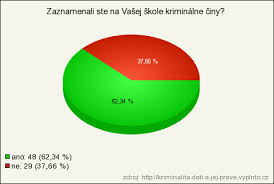 Zaznamenali ste na Vašej škole kriminálne činy?
37,66 %
62,34 %
ano: 48 (62,34 %)
ne: 29 (37,66 %)
zdroj: http://kriminalita-deti-a-jej-preve.vyplnto.cz